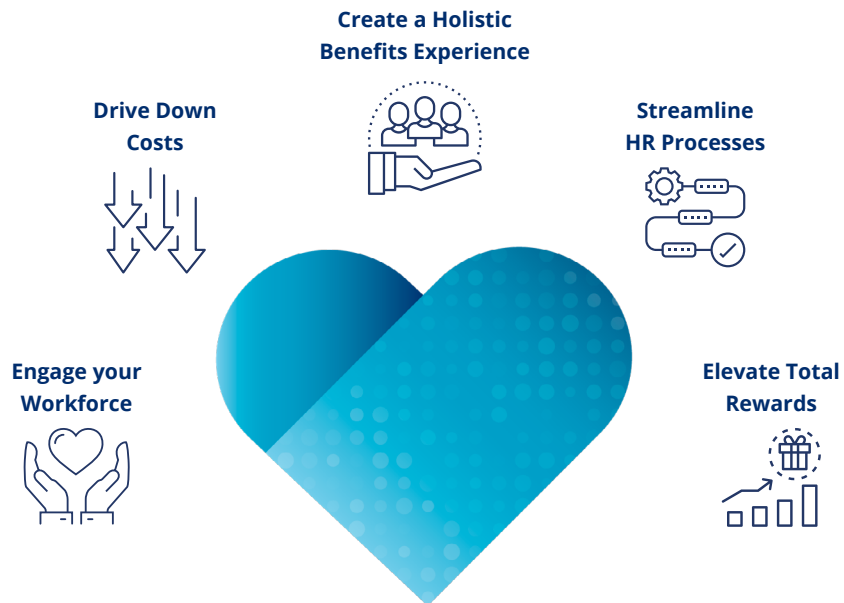 Create a Holistic
Benefits Experience
Drive Down
Costs
Streamline
HR Processes
Engage your
Workforce
Elevate Total
Rewards